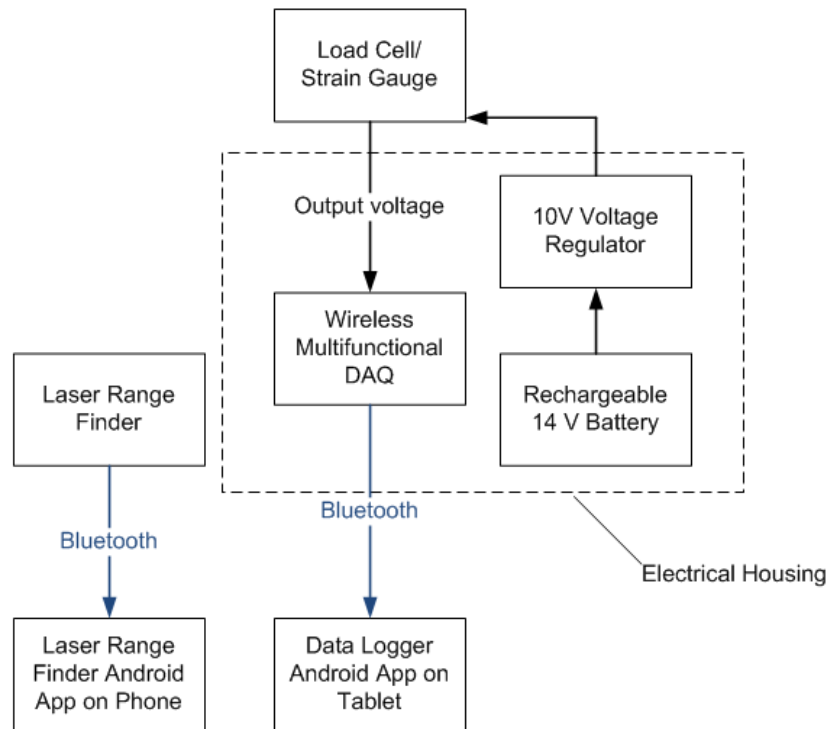 Load Cell/
Strain Gauge
Output voltage
10V Voltage
Regulator
Wireless
Multifunctional
DAQ
Rechargeable
14 V Battery
Laser Range
Finder
Bluetooth
Bluetooth
Electrical Housing
Laser Range
Finder Android
App on Phone
Data Logger
Android App on
Tablet